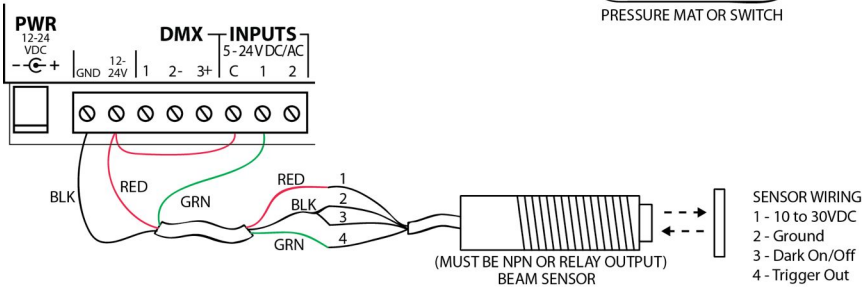 PRESSURE MAT OR SWITCH
PWR
12-24
VDC
- - + 
DMX INPUTS
5 - 24 V DC/AC
GND 12-24V 1 2- 3+ C 1 2
BLK
RED
GRN
RED 1
BLK 2
3
GRN 4
(MUST BE NPN OR RELAY OUTPUT)
BEAM SENSOR
SENSOR WIRING
1 - 10 to 30VDC
2 - Ground
3 - Dark On/Off
4 - Trigger Out